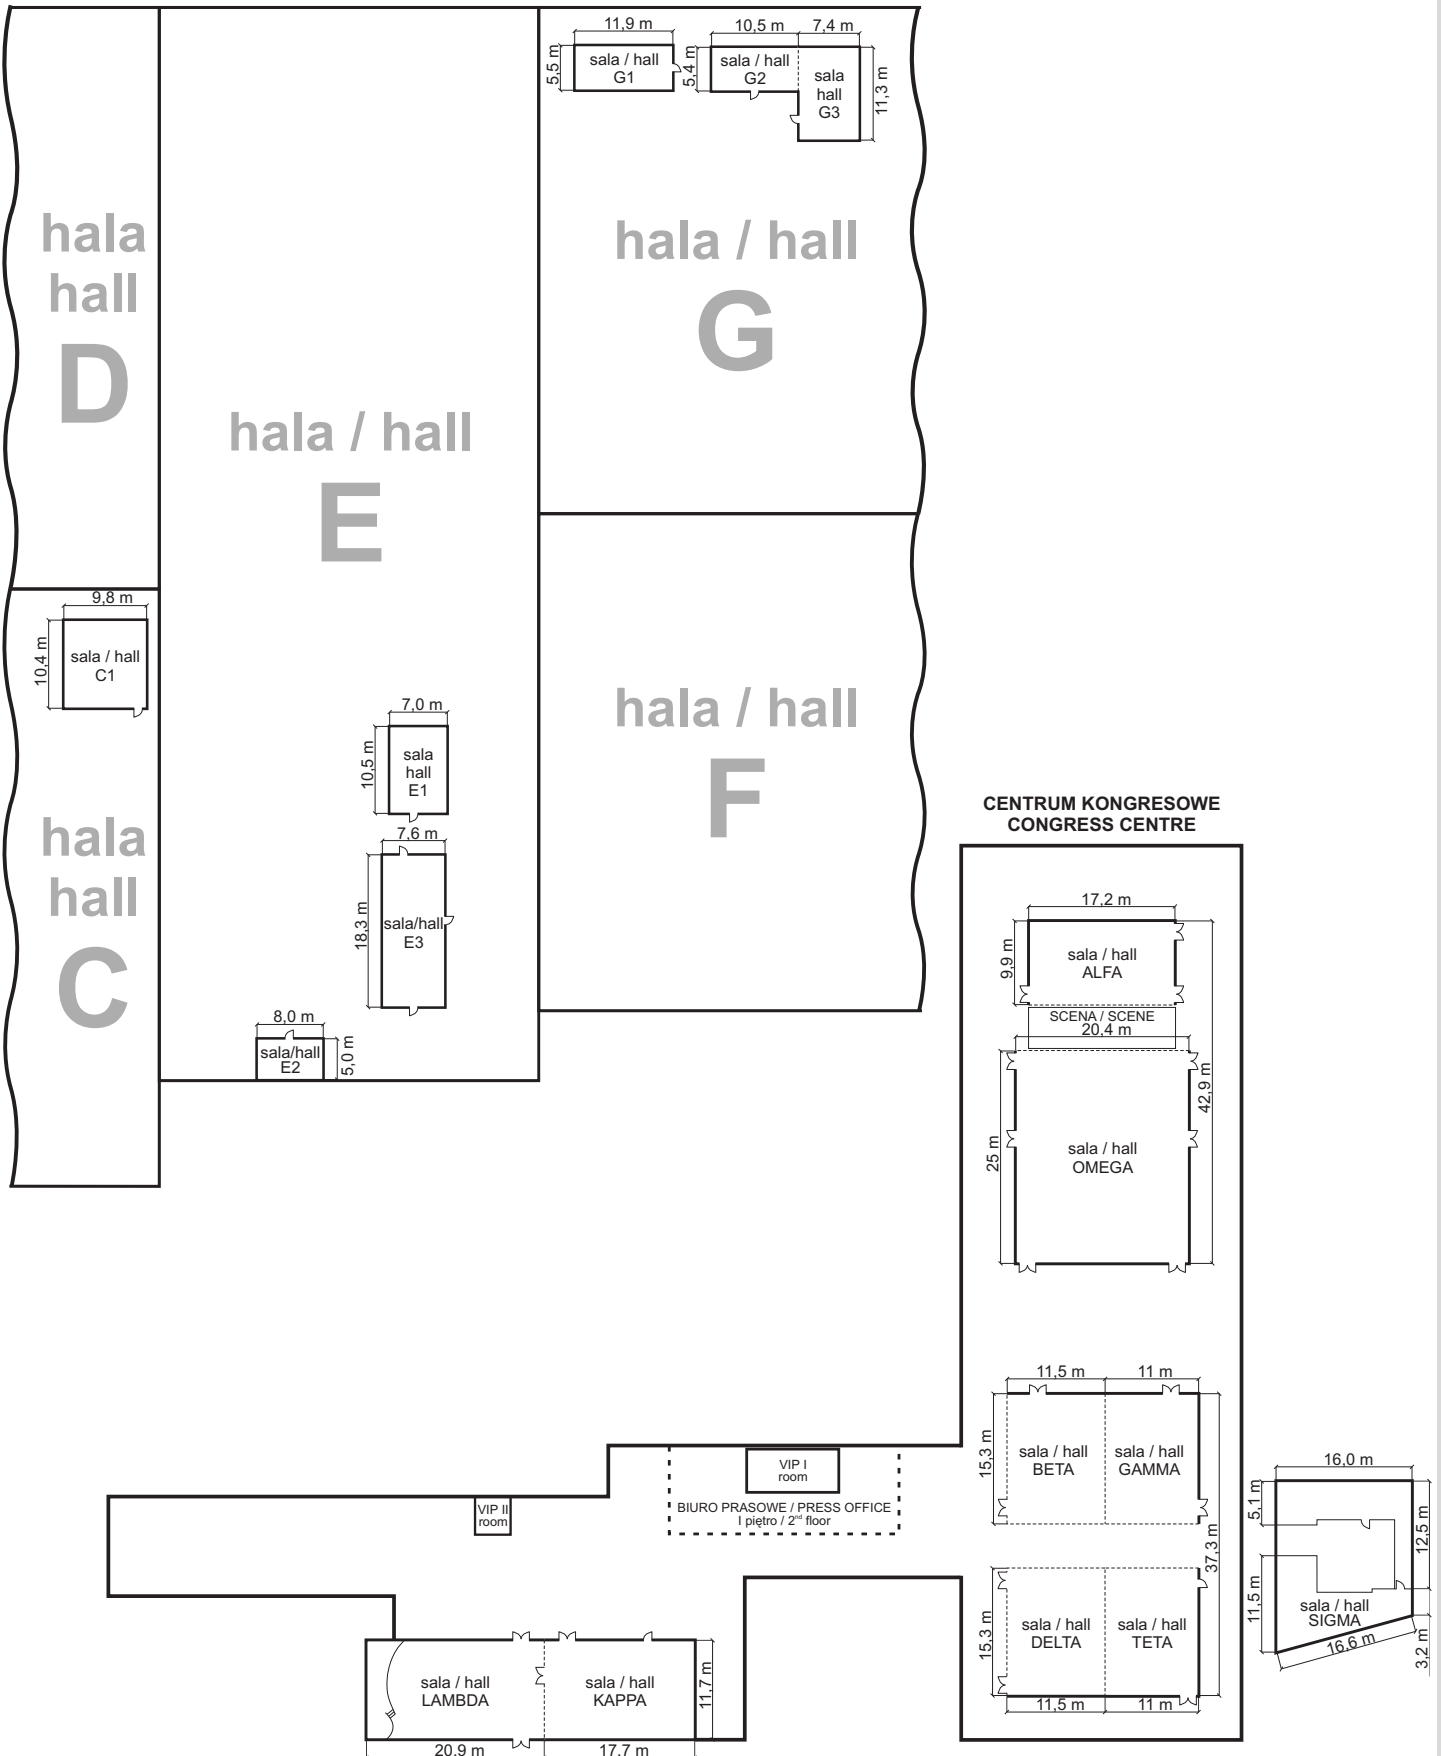 11,9 m
5,5 m
sala / hall
G1
10,5 m
7,4 m
5,4 m
sala / hall
G2
sala
hall
G3
11,3 m
hala
hall
D
hala / hall
E
hala / hall
G
9,8 m
10,4 m
sala / hall
C1
hala
hall
C
7,0 m
10,5 m
sala
hall
E1
7,6 m
18,3 m
sala/hall
E3
8,0 m
sala/hall
E2
5,0 m
hala / hall
F
CENTRUM KONGRESOWE
CONGRESS CENTRE
17,2 m
9,9 m
sala / hall
ALFA
SCENA / SCENE
20,4 m
42,9 m
25 m
sala / hall
OMEGA
11,5 m
11 m
15,3 m
sala / hall
BETA
sala / hall
GAMMA
37,3 m
15,3 m
sala / hall
DELTA
sala / hall
TETA
11,5 m
11 m
VIP I
room
BIURO PRASOWE / PRESS OFFICE
I piętro / 2nd floor
VIP II
room
sala / hall
LAMBDA
sala / hall
KAPPA
11,7 m
20,9 m
17,7 m
16,0 m
5,1 m
12,5 m
11,5 m
sala / hall
SIGMA
16,6 m
3,2 m